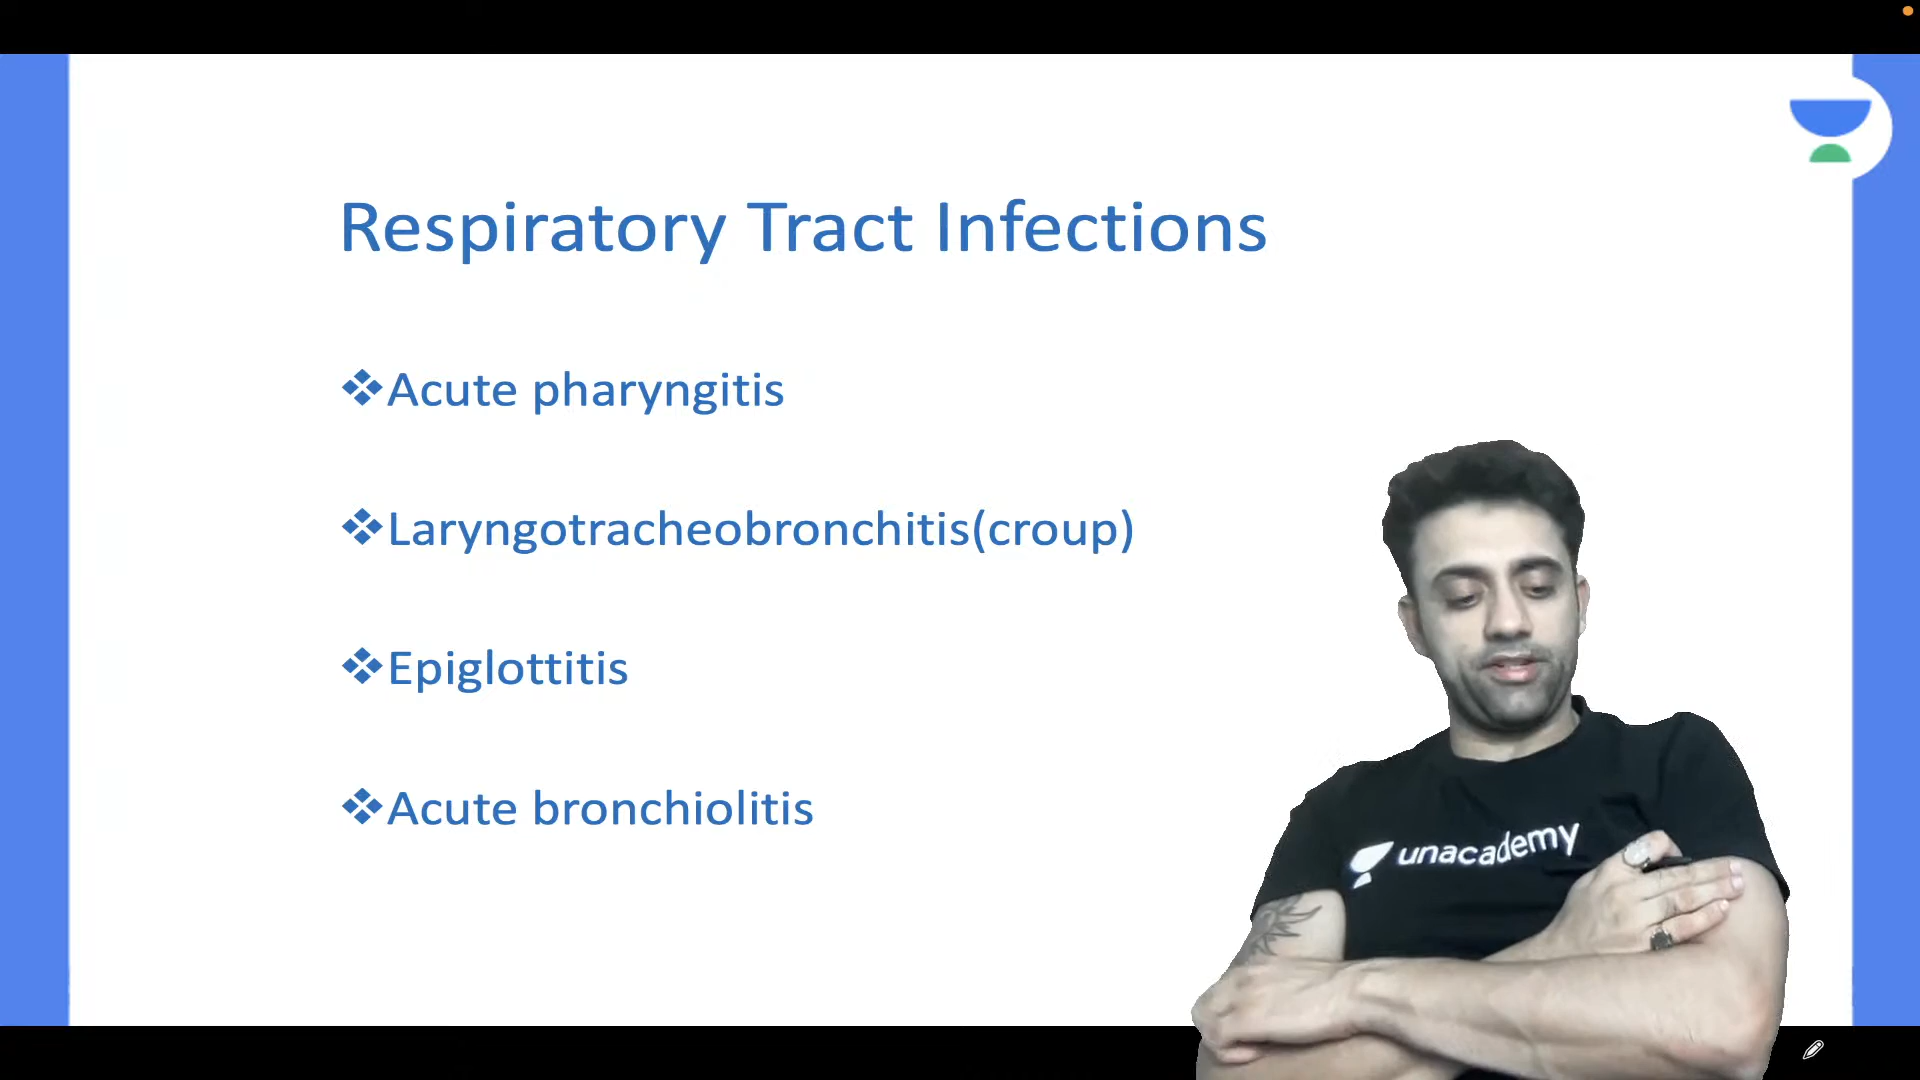 Respiratory Tract Infections
❖Acute pharyngitis
❖Laryngotracheobronchitis(croup)
❖Epiglottitis
❖Acute bronchiolitis
unacademy